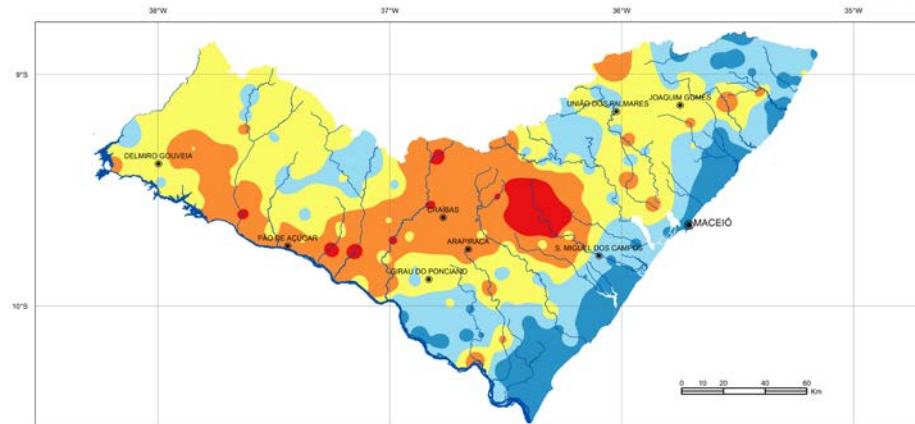 38°W 37°W 36°W 35°W
9°S
UNIÃO DOS PALMARES
JOAQUIM GOMES
DELMIRO GOUVEIA
CRAÍBAS
MACEIÓ
PÃO DE AÇÚCAR
ARAPIRACA
S. MIGUEL DOS CAMPOS
GIRAU DO PONCIANO
10°S
0 10 20 40 60
Km